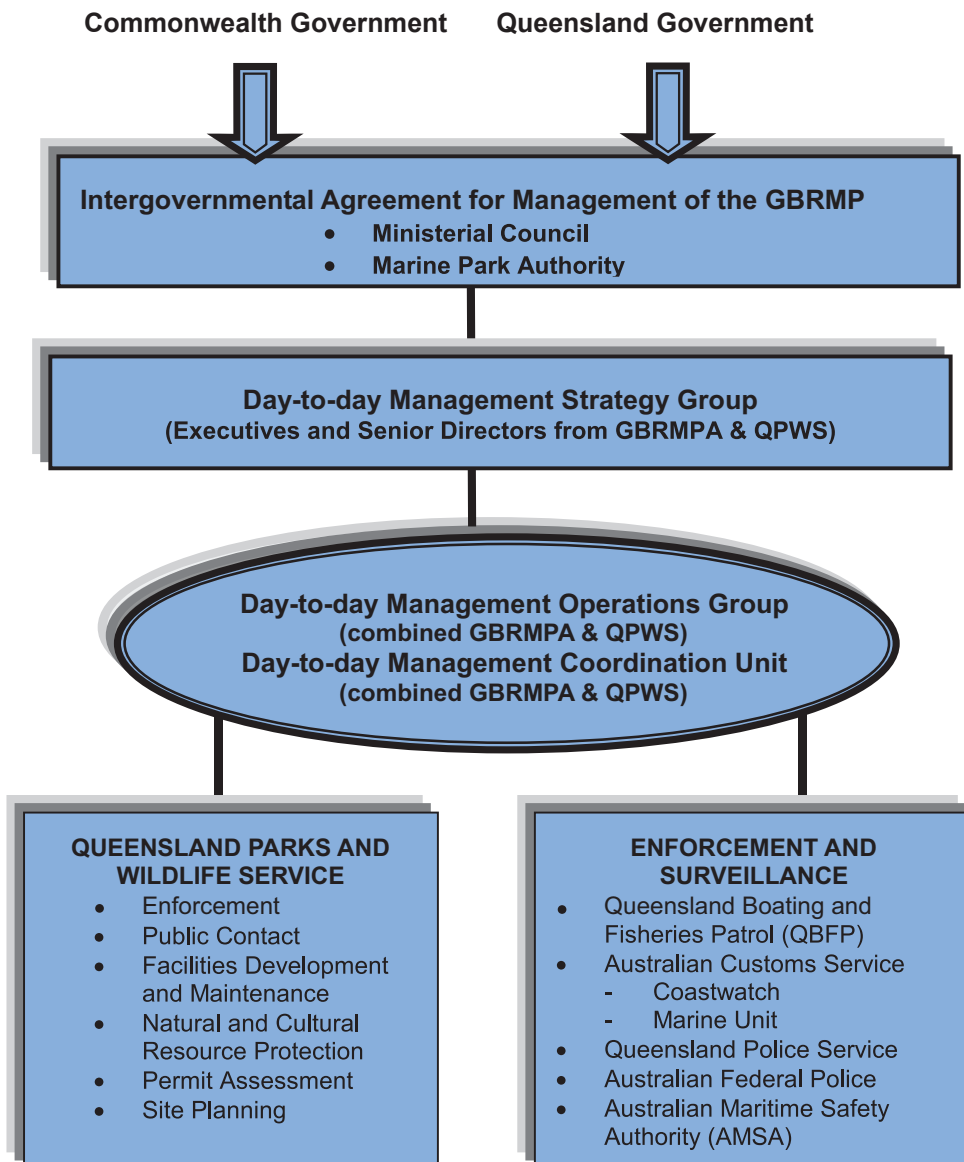 Commonwealth Government
Queensland Government
Intergovernmental Agreement for Management of the GBRMP
• Ministerial Council
• Marine Park Authority
Day-to-day Management Strategy Group
(Executives and Senior Directors from GBRMPA & QPWS)
Day-to-day Management Operations Group
(combined GBRMPA & QPWS)
Day-to-day Management Coordination Unit
(combined GBRMPA & QPWS)
QUEENSLAND PARKS AND
WILDLIFE SERVICE
• Enforcement
• Public Contact
• Facilities Development
and Maintenance
• Natural and Cultural
Resource Protection
• Permit Assessment
• Site Planning
ENFORCEMENT AND
SURVEILLANCE
• Queensland Boating and
Fisheries Patrol (QBFP)
• Australian Customs Service
- Coastwatch
- Marine Unit
• Queensland Police Service
• Australian Federal Police
• Australian Maritime Safety
Authority (AMSA)